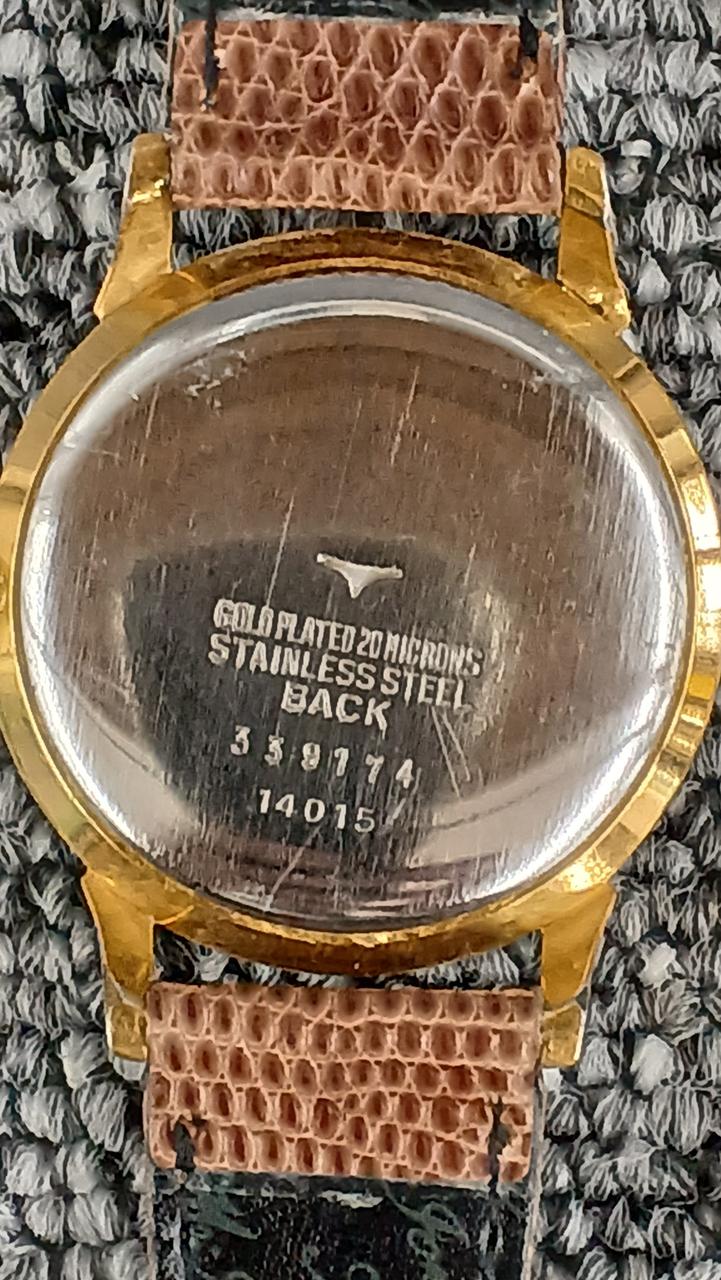 GOLD PLATED 20 MICRONS
STAINLESS STEEL
BACK
339174
14015